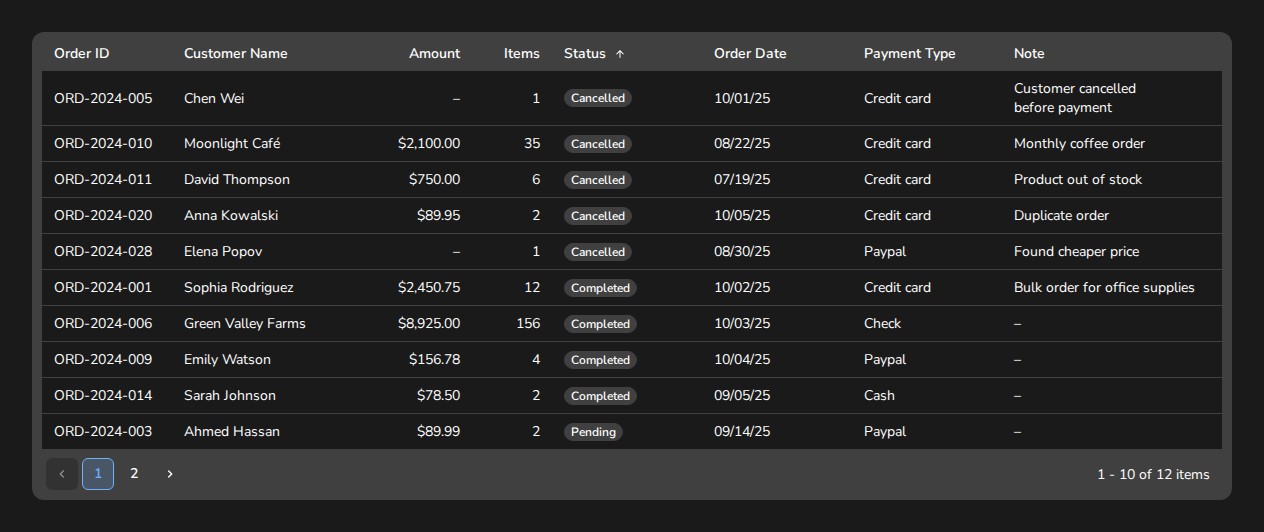 Order ID Customer Name Amount Items Status ↑ Order Date Payment Type Note
ORD-2024-005 Chen Wei – 1 Cancelled 10/01/25 Credit card Customer cancelled
before payment
ORD-2024-010 Moonlight Café $2,100.00 35 Cancelled 08/22/25 Credit card Monthly coffee order
ORD-2024-011 David Thompson $750.00 6 Cancelled 07/19/25 Credit card Product out of stock
ORD-2024-020 Anna Kowalski $89.95 2 Cancelled 10/05/25 Credit card Duplicate order
ORD-2024-028 Elena Popov – 1 Cancelled 08/30/25 Paypal Found cheaper price
ORD-2024-001 Sophia Rodriguez $2,450.75 12 Completed 10/02/25 Credit card Bulk order for office supplies
ORD-2024-006 Green Valley Farms $8,925.00 156 Completed 10/03/25 Check –
ORD-2024-009 Emily Watson $156.78 4 Completed 10/04/25 Paypal –
ORD-2024-014 Sarah Johnson $78.50 2 Completed 09/05/25 Cash –
ORD-2024-003 Ahmed Hassan $89.99 2 Pending 09/14/25 Paypal –
‹ 1 2 › 1 - 10 of 12 items